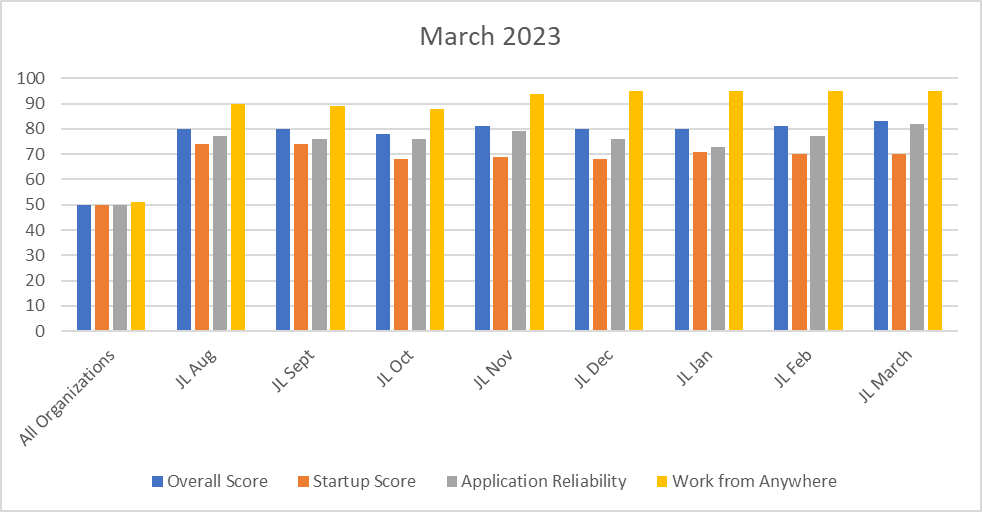 March 2023
100
90
80
70
60
50
40
30
20
10
0
All Organizations
JL Aug
JL Sept
JL Oct
JL Nov
JL Dec
JL Jan
JL Feb
JL March
Overall Score
Startup Score
Application Reliability
Work from Anywhere